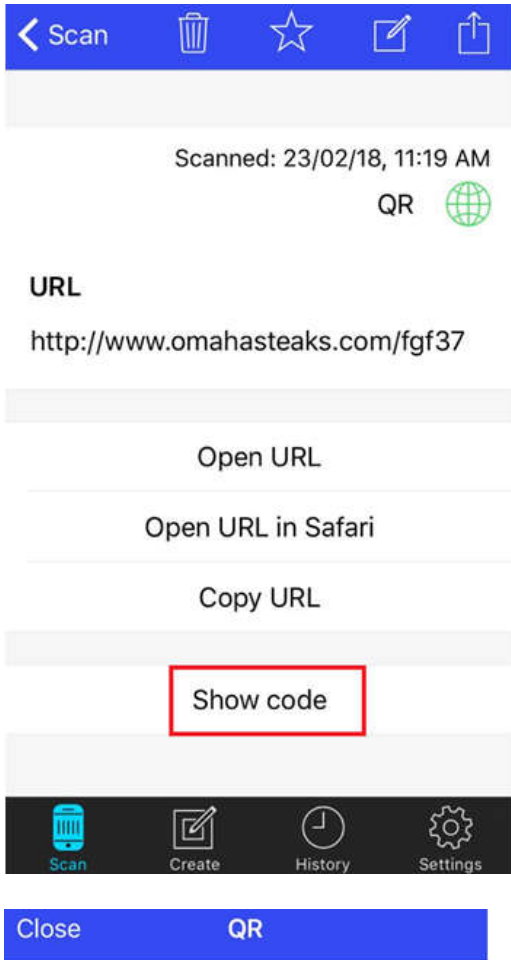 Scan
Scanned: 23/02/18, 11:19 AM
QR
URL
http://www.omahasteaks.com/fgf37
Open URL
Open URL in Safari
Copy URL
Show code
Scan Create History Settings
Close QR